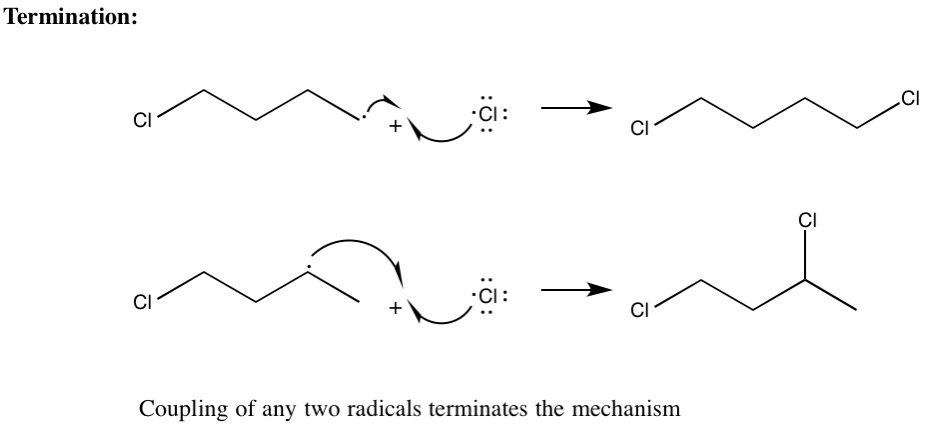 Termination:
Cl + ·Cl: Cl Cl
Cl + ·Cl: Cl Cl
Coupling of any two radicals terminates the mechanism